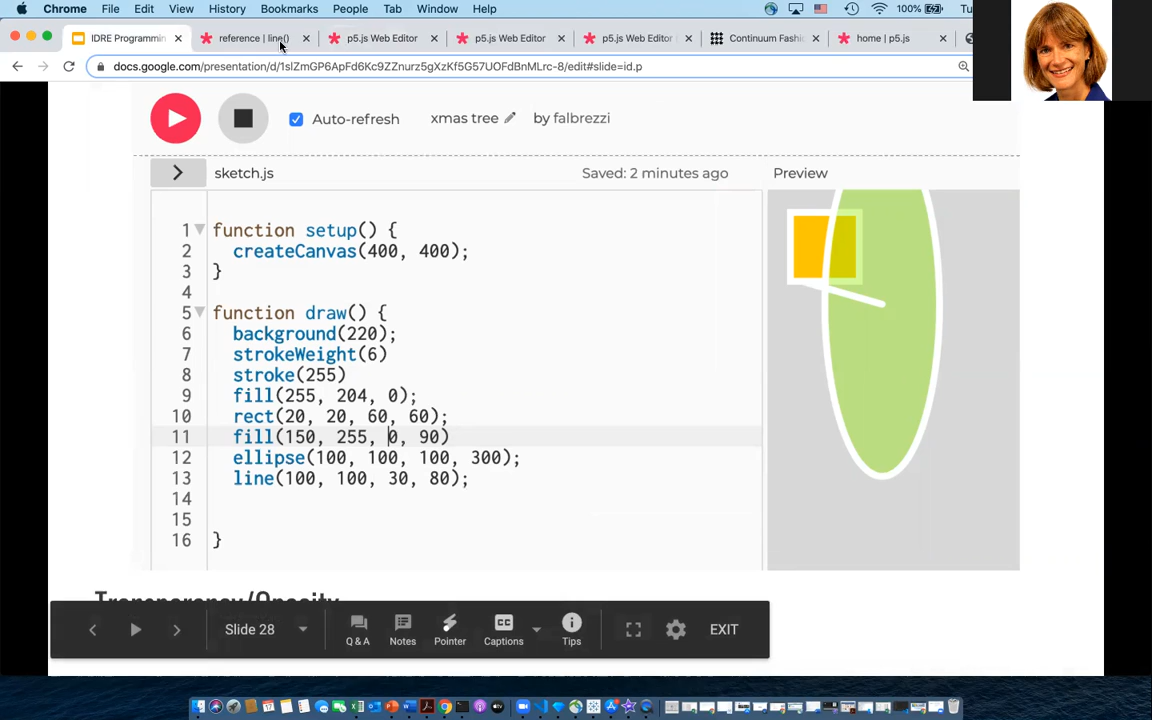 Chrome File Edit View History Bookmarks People Tab Window Help 100% Tu
IDRE Programmin reference | line() p5.js Web Editor p5.js Web Editor p5.js Web Editor Continuum Fashi home | p5.js
docs.google.com/presentation/d/1slZmGP6ApFd6Kc9ZZnurz5gXzKf5G57UOFdBnMLrc-8/edit#slide=id.p
Auto-refresh xmas tree by falbrezzi
sketch.js Saved: 2 minutes ago Preview
1 function setup() {
2 createCanvas(400, 400);
3 }
4
5 function draw() {
6 background(220);
7 strokeWeight(6)
8 stroke(255)
9 fill(255, 204, 0);
10 rect(20, 20, 60, 60);
11 fill(150, 255, 0, 90)
12 ellipse(100, 100, 100, 300);
13 line(100, 100, 30, 80);
14
15
16 }
Transparency/Opacity
Slide 28 Q & A Notes Pointer Captions Tips EXIT